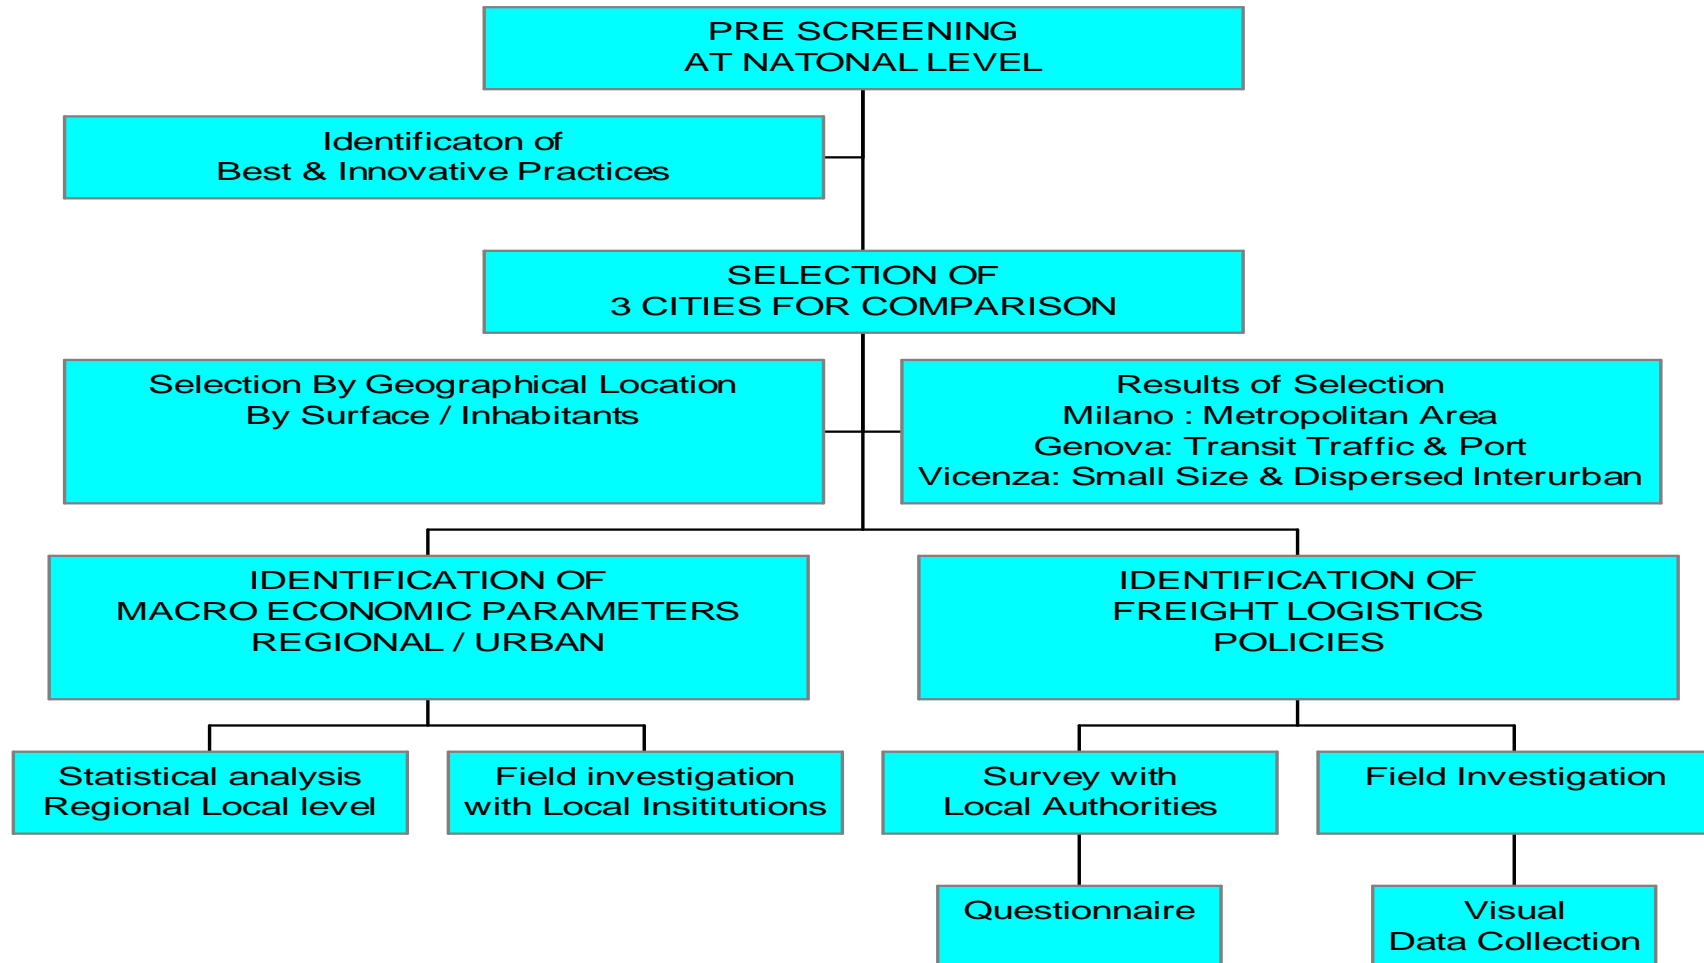 PRE SCREENING
AT NATONAL LEVEL
Identificaton of
Best & Innovative Practices
SELECTION OF
3 CITIES FOR COMPARISON
Selection By Geographical Location
By Surface / Inhabitants
Results of Selection
Milano : Metropolitan Area
Genova: Transit Traffic & Port
Vicenza: Small Size & Dispersed Interurban
IDENTIFICATION OF
MACRO ECONOMIC PARAMETERS
REGIONAL / URBAN
IDENTIFICATION OF
FREIGHT LOGISTICS
POLICIES
Statistical analysis
Regional Local level
Field investigation
with Local Insititutions
Survey with
Local Authorities
Field Investigation
Questionnaire
Visual
Data Collection